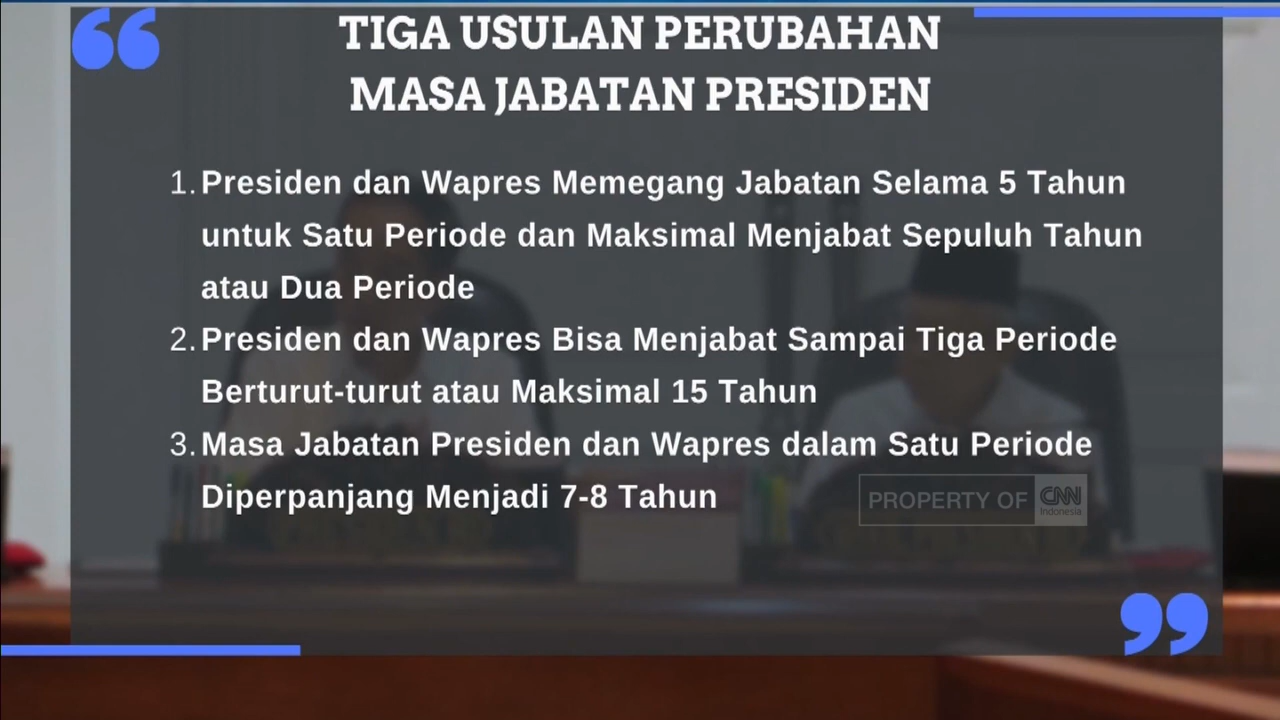 TIGA USULAN PERUBAHAN
MASA JABATAN PRESIDEN
1. Presiden dan Wapres Memegang Jabatan Selama 5 Tahun
untuk Satu Periode dan Maksimal Menjabat Sepuluh Tahun
atau Dua Periode
2. Presiden dan Wapres Bisa Menjabat Sampai Tiga Periode
Berturut-turut atau Maksimal 15 Tahun
3. Masa Jabatan Presiden dan Wapres dalam Satu Periode
Diperpanjang Menjadi 7-8 Tahun
PROPERTY OF CNN
Indonesia